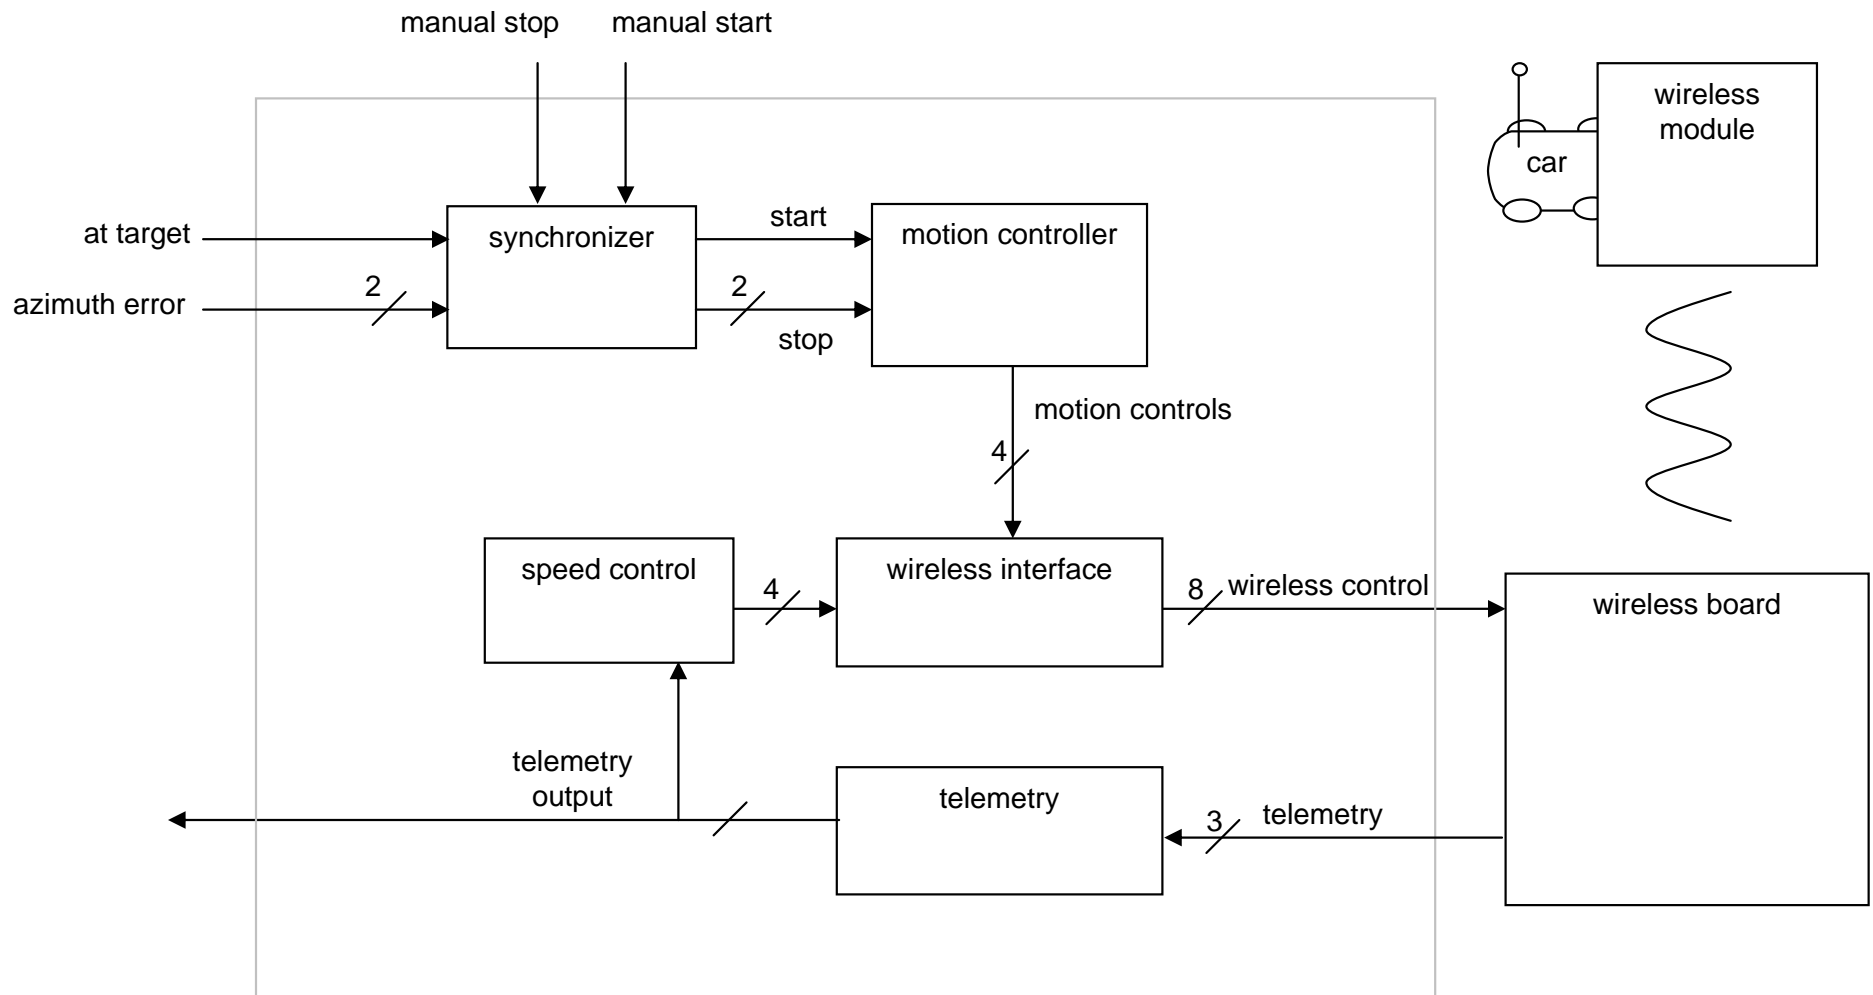 manual stop
manual start
wireless
module
car
at target
synchronizer
start
motion controller
azimuth error
2
2
stop
motion controls
4
speed control
4
wireless interface
8
wireless control
wireless board
telemetry
output
telemetry
3
telemetry